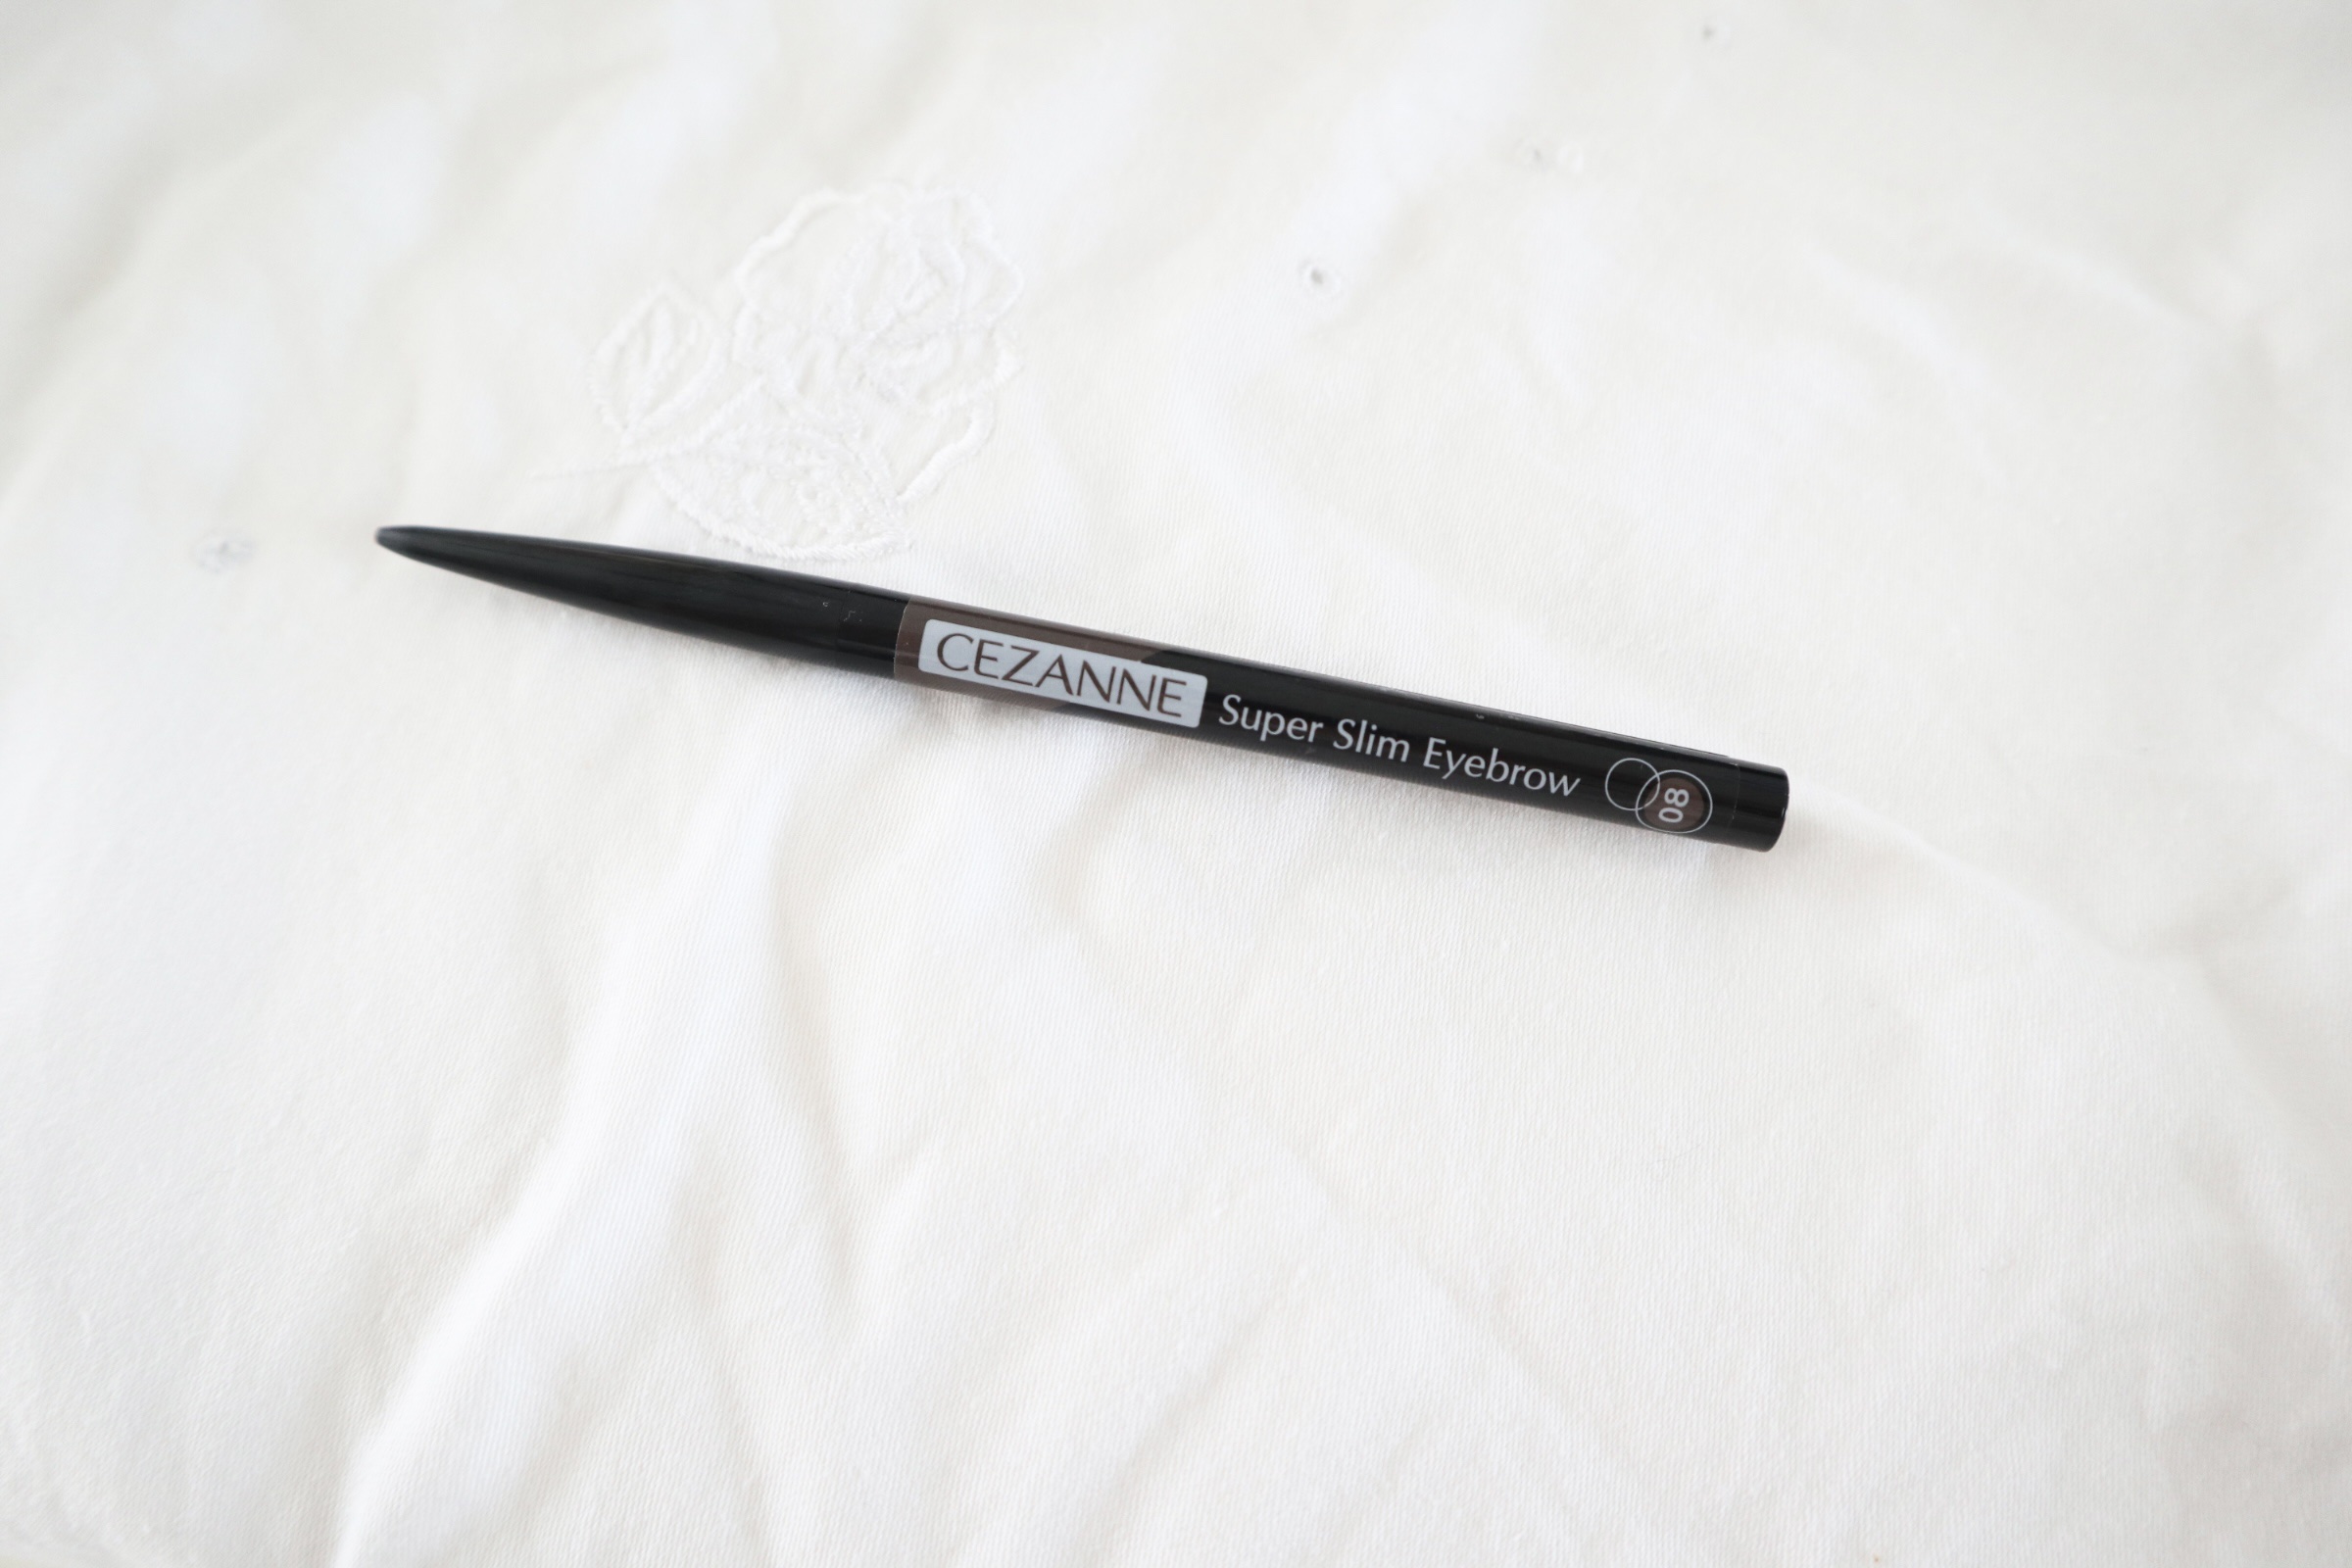 CEZANNE Super Slim Eyebrow 08